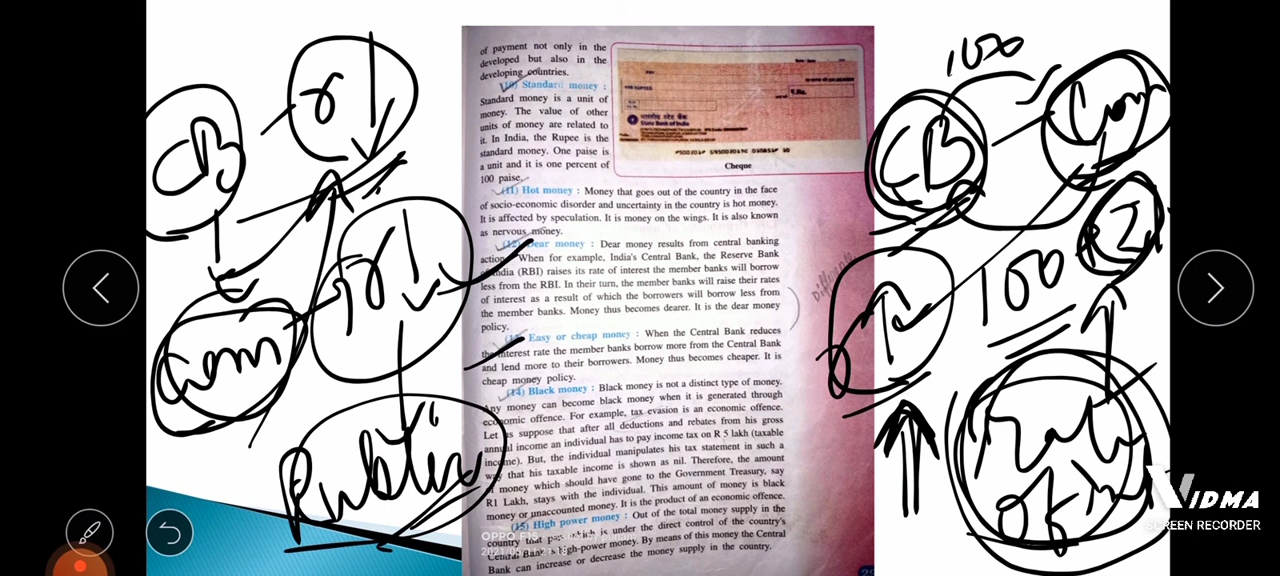 of payment not only in the
developed but also in the
developing countries.
(10) Standard money :
Standard money is a unit of
money. The value of other
units of money are related to
it. In India, the Rupee is the
standard money. One paise is
a unit and it is one percent of
100 paise.
भारतीय स्टेट बैंक
State Bank of India
Cheque
(11) Hot money : Money that goes out of the country in the face
of socio-economic disorder and uncertainty in the country is hot money.
It is affected by speculation. It is money on the wings. It is also known
as nervous money.
(12) Dear money : Dear money results from central banking
action. When for example, India's Central Bank, the Reserve Bank
of India (RBI) raises its rate of interest the member banks will borrow
less from the RBI. In their turn, the member banks will raise their rates
of interest as a result of which the borrowers will borrow less from
the member banks. Money thus becomes dearer. It is the dear money
policy.
Easy or cheap money : When the Central Bank reduces
the interest rate the member banks borrow more from the Central Bank
and lend more to their borrowers. Money thus becomes cheaper. It is
cheap money policy.
(14) Black money : Black money is not a distinct type of money.
Any money can become black money when it is generated through
economic offence. For example, tax evasion is an economic offence.
Let us suppose that after all deductions and rebates from his gross
annual income an individual has to pay income tax on R 5 lakh (taxable
income). But, the individual manipulates his tax statement in such a
way that his taxable income is shown as nil. Therefore, the amount
of money which should have gone to the Government Treasury, say
R1 Lakh, stays with the individual. This amount of money is black
money or unaccounted money. It is the product of an economic offence.
(15) High power money : Out of the total money supply in the
country that part which is under the direct control of the country's
Central Bank is high-power money. By means of this money the Central
Bank can increase or decrease the money supply in the country.
CB
r
Com
r
Public
100
CB
Com
100
OPPO F15
VIDMA
SCREEN RECORDER